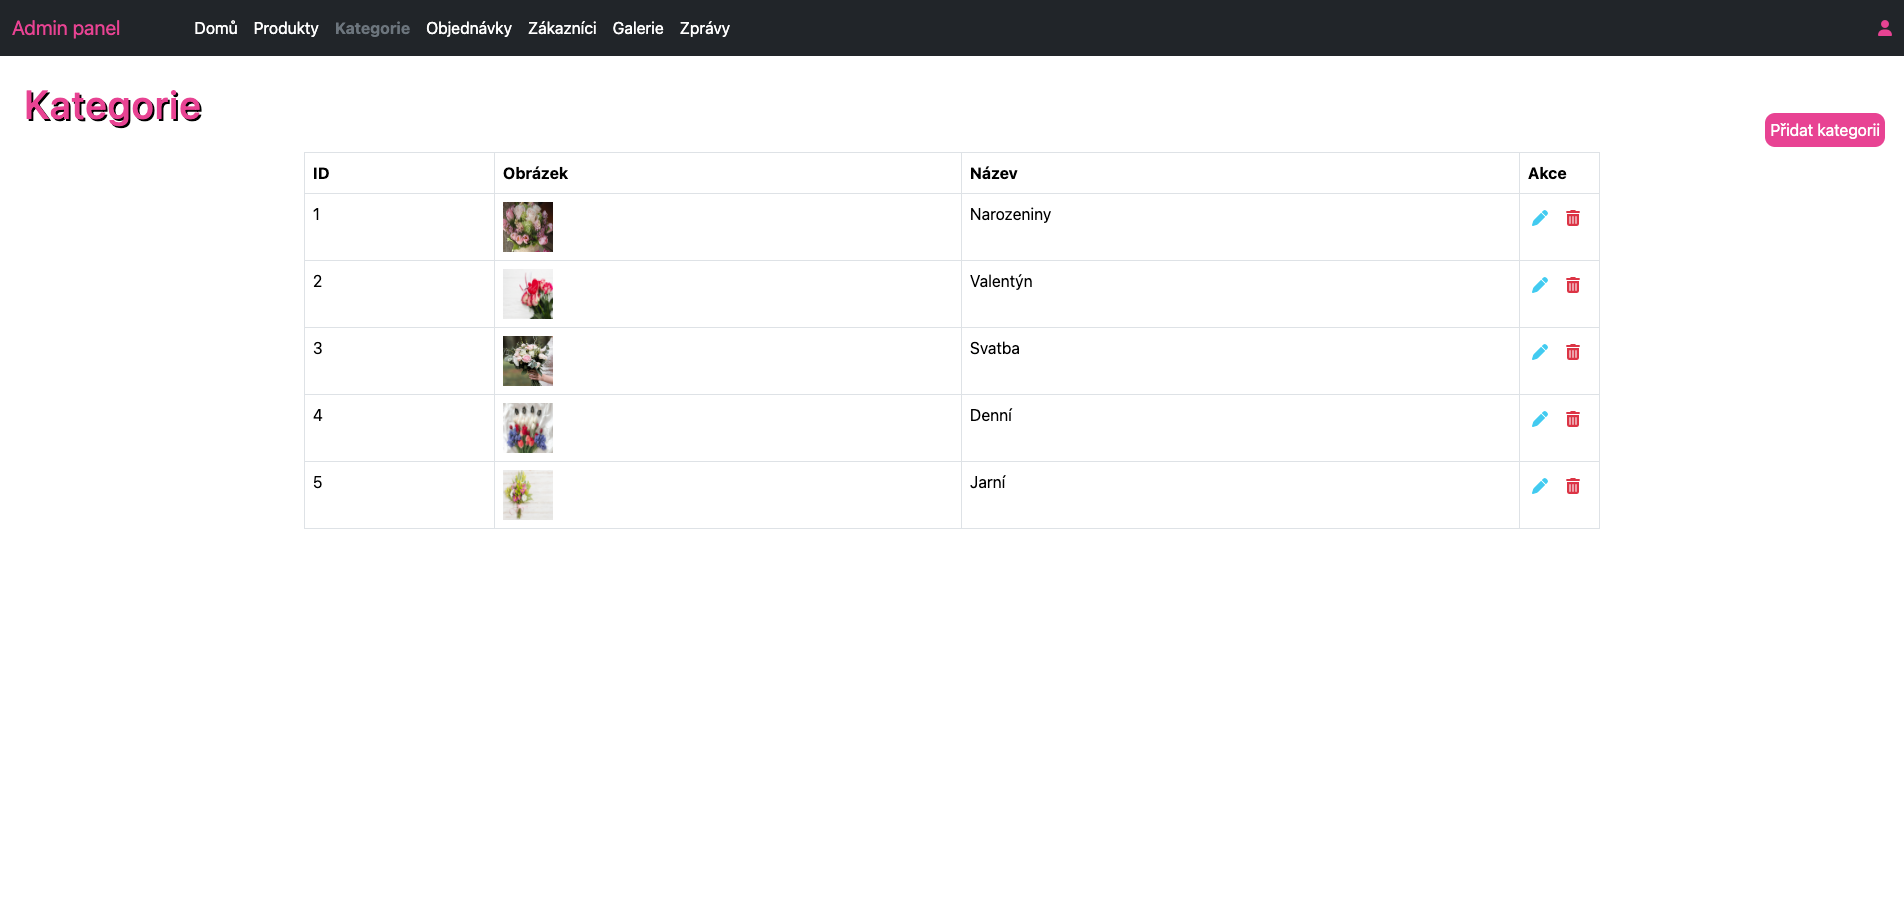 Admin panel Domů Produkty Kategorie Objednávky Zákazníci Galerie Zprávy
Kategorie
Přidat kategorii
ID Obrázek Název Akce
1 Narozeniny
2 Valentýn
3 Svatba
4 Denní
5 Jarní